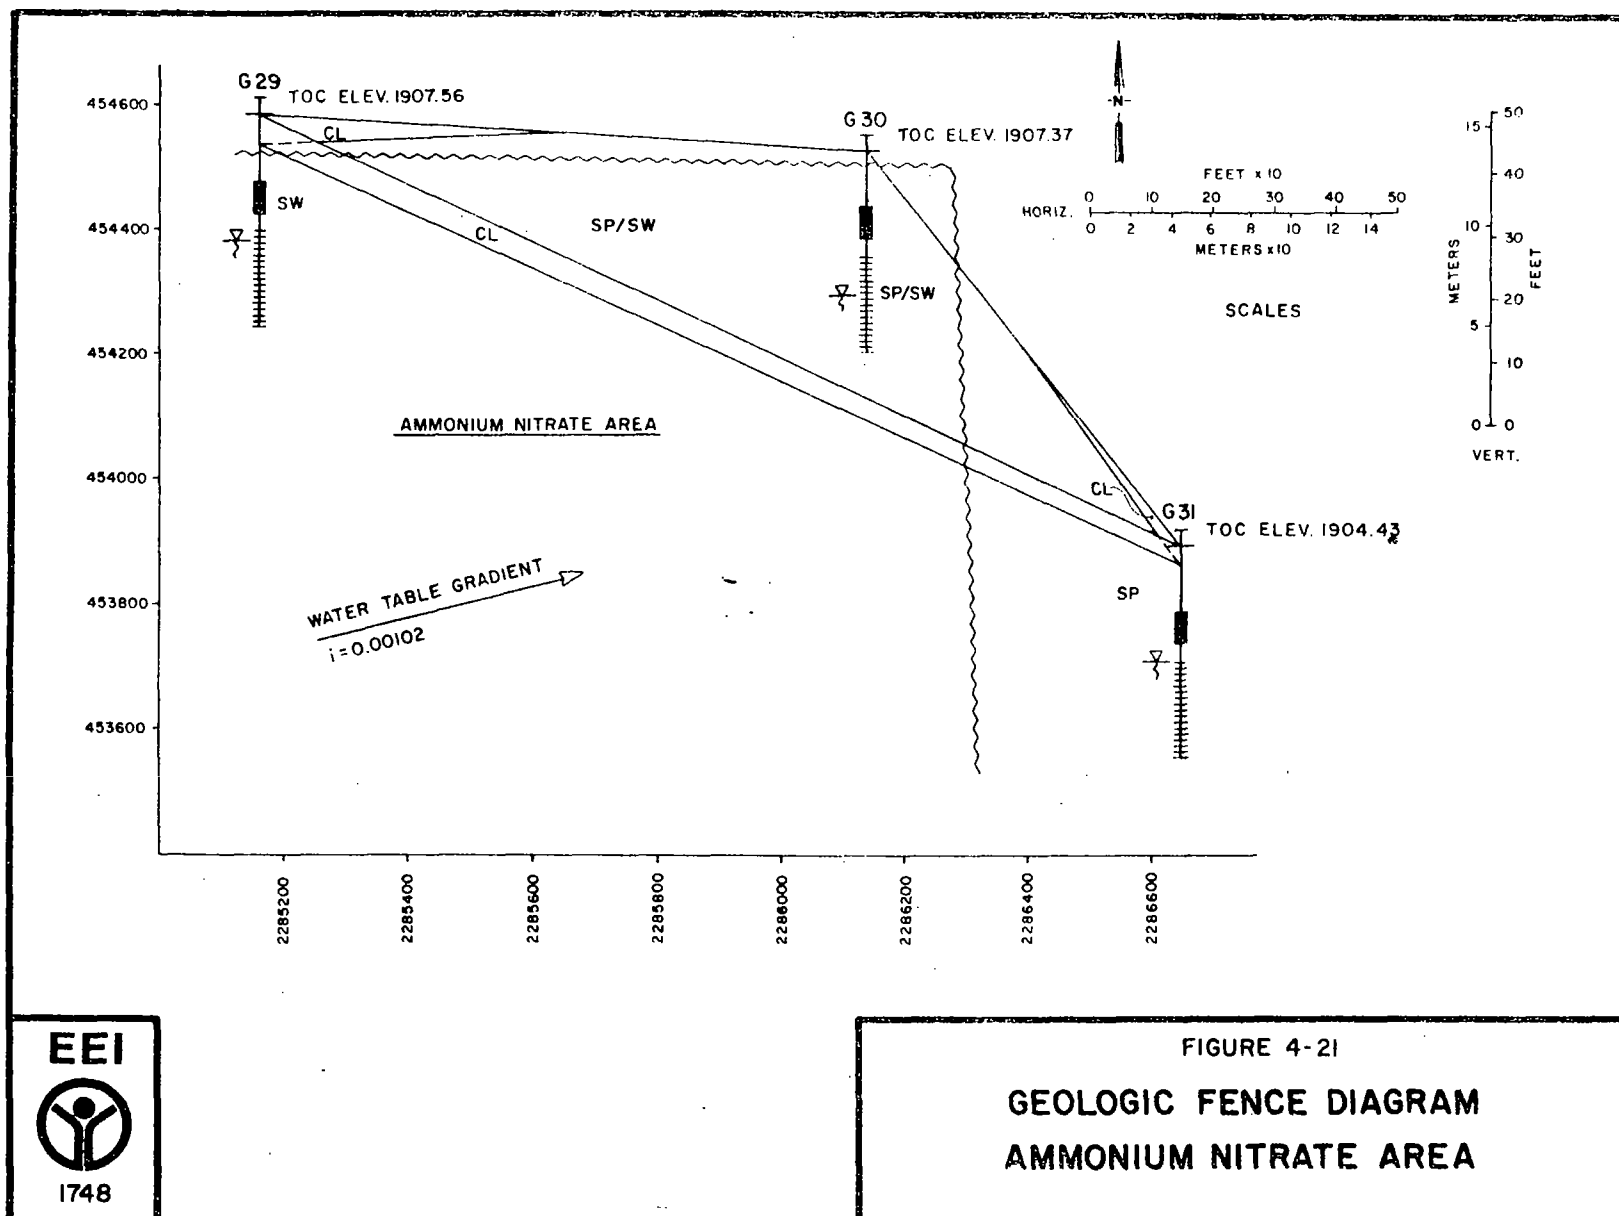 G29
TOC ELEV. 1907.56
454600
CL
G30
TOC ELEV. 1907.37
-N-
FEET x 10
0 10 20 30 40 50
HORIZ.
0 2 4 6 8 10 12 14
METERS x 10
SCALES
15 50
40
10 30
20
5
10
0 0
METERS
FEET
VERT.
SW
454400
CL
SP/SW
SP/SW
454200
AMMONIUM NITRATE AREA
454000
CL
G31
TOC ELEV. 1904.43
SP
WATER TABLE GRADIENT
i=0.00102
453800
453600
2285200
2285400
2285600
2285800
2286000
2286200
2286400
2286600
EEI
1748
FIGURE 4-21
GEOLOGIC FENCE DIAGRAM
AMMONIUM NITRATE AREA